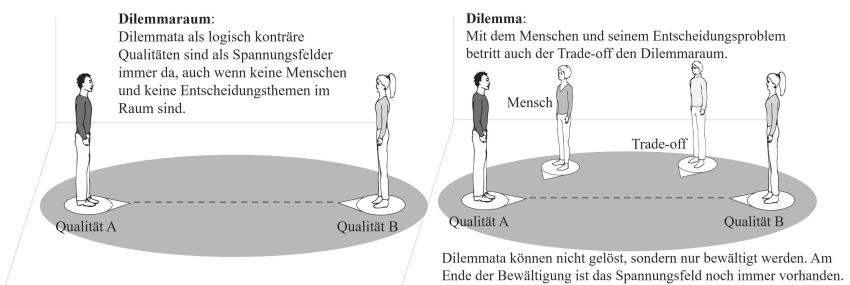 Dilemmaraum:
Dilemmata als logisch konträre
Qualitäten sind als Spannungsfelder
immer da, auch wenn keine Menschen
und keine Entscheidungsthemen im
Raum sind.
Qualität A
Qualität B
Dilemma:
Mit dem Menschen und seinem Entscheidungsproblem
betritt auch der Trade-off den Dilemmaraum.
Mensch
Trade-off
Qualität A
Qualität B
Dilemmata können nicht gelöst, sondern nur bewältigt werden. Am
Ende der Bewältigung ist das Spannungsfeld noch immer vorhanden.